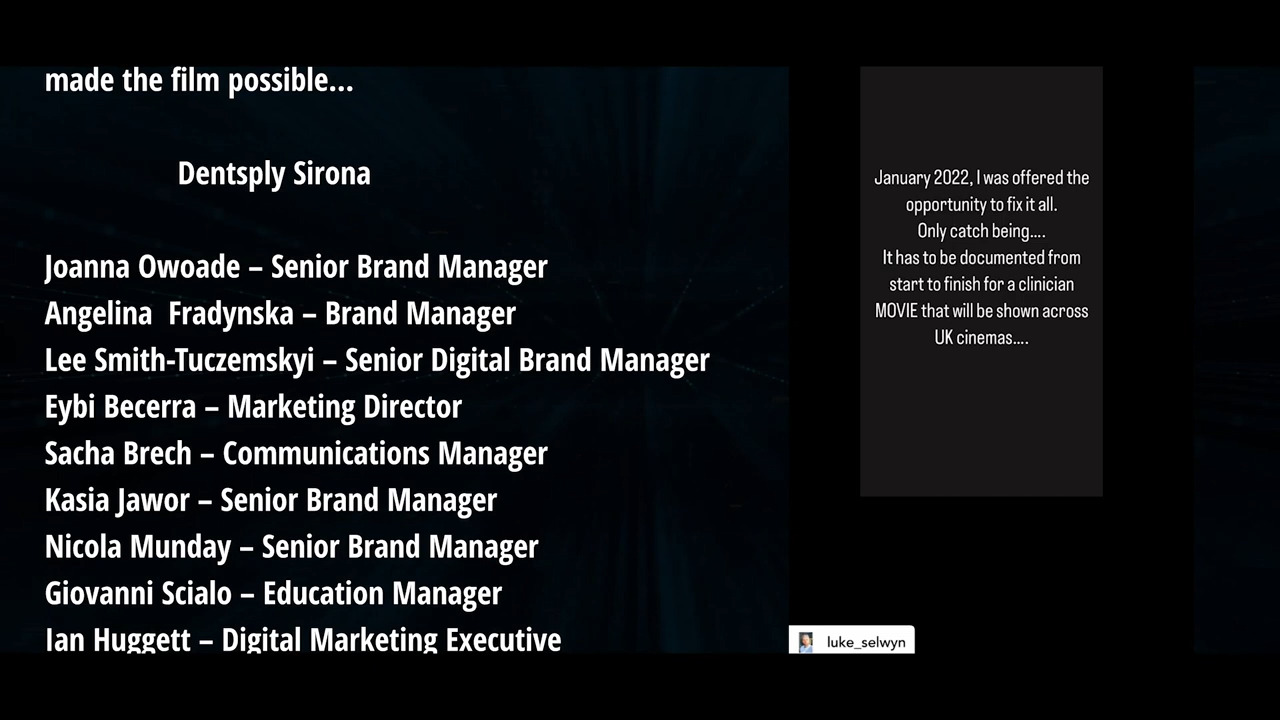 made the film possible...
Dentsply Sirona
Joanna Owoade – Senior Brand Manager
Angelina  Fradynska – Brand Manager
Lee Smith-Tuczemskyi – Senior Digital Brand Manager
Eybi Becerra – Marketing Director
Sacha Brech – Communications Manager
Kasia Jawor – Senior Brand Manager
Nicola Munday – Senior Brand Manager
Giovanni Scialo – Education Manager
Ian Huggett – Digital Marketing Executive
January 2022, I was offered the
opportunity to fix it all.
Only catch being....
It has to be documented from
start to finish for a clinician
MOVIE that will be shown across
UK cinemas....
luke_selwyn